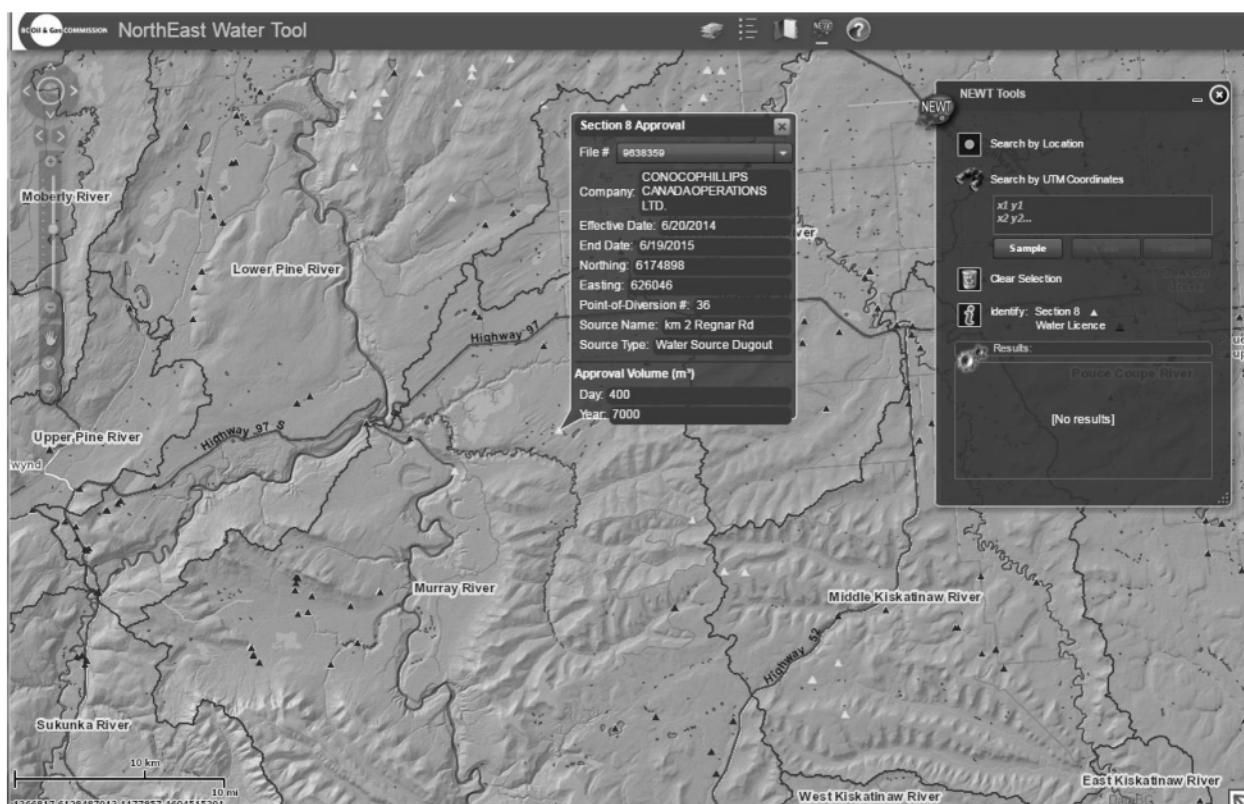 BC Oil & Gas COMMISSION NorthEast Water Tool
Section 8 Approval
File # 9638359
Company: CONOCOPHILLIPS
CANADAOPERATIONS
LTD.
Effective Date: 6/20/2014
End Date: 6/19/2015
Northing: 6174898
Easting: 626046
Point-of-Diversion #: 36
Source Name: km 2 Regnar Rd
Source Type: Water Source Dugout
Approval Volume (m³)
Day: 400
Year: 7000
NEWT
NEWT Tools
Search by Location
Search by UTM Coordinates
x1 y1
x2 y2...
Sample
Clear Selection
Identify: Section 8
Water Licence
Results:
[No results]
Pouce Coupe River
Moberly River
Lower Pine River
Highway 97
Upper Pine River
Highway 97 S
Murray River
Middle Kiskatinaw River
Highway 52
Sukunka River
10 km
10 mi
West Kiskatinaw River
East Kiskatinaw River